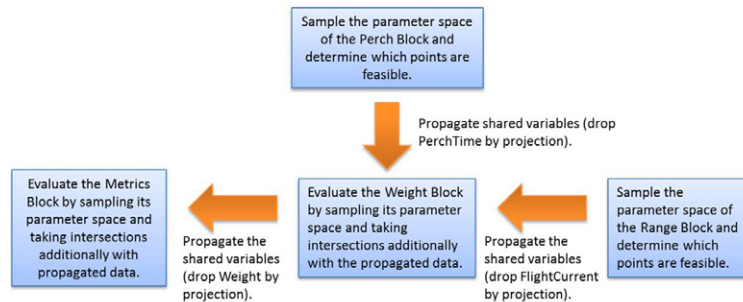 Sample the parameter space
of the Perch Block and
determine which points are
feasible.
Propagate shared variables (drop
PerchTime by projection).
Evaluate the Metrics
Block by sampling its
parameter space and
taking intersections
additionally with
propagated data.
Propagate the
shared variables
(drop Weight by
projection).
Evaluate the Weight Block
by sampling its parameter
space and taking
intersections additionally
with the propagated data.
Propagate the
shared variables
(drop FlightCurrent
by projection).
Sample the
parameter space of
the Range Block and
determine which
points are feasible.